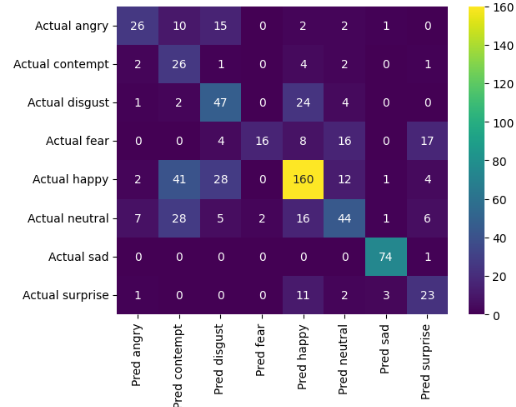 Actual angry 26 10 15 0 2 2 1 0
Actual contempt 2 26 1 0 4 2 0 1
Actual disgust 1 2 47 0 24 4 0 0
Actual fear 0 0 4 16 8 16 0 17
Actual happy 2 41 28 0 160 12 1 4
Actual neutral 7 28 5 2 16 44 1 6
Actual sad 0 0 0 0 0 0 74 1
Actual surprise 1 0 0 0 11 2 3 23
Pred angry
Pred contempt
Pred disgust
Pred fear
Pred happy
Pred neutral
Pred sad
Pred surprise
160
140
120
100
80
60
40
20
0